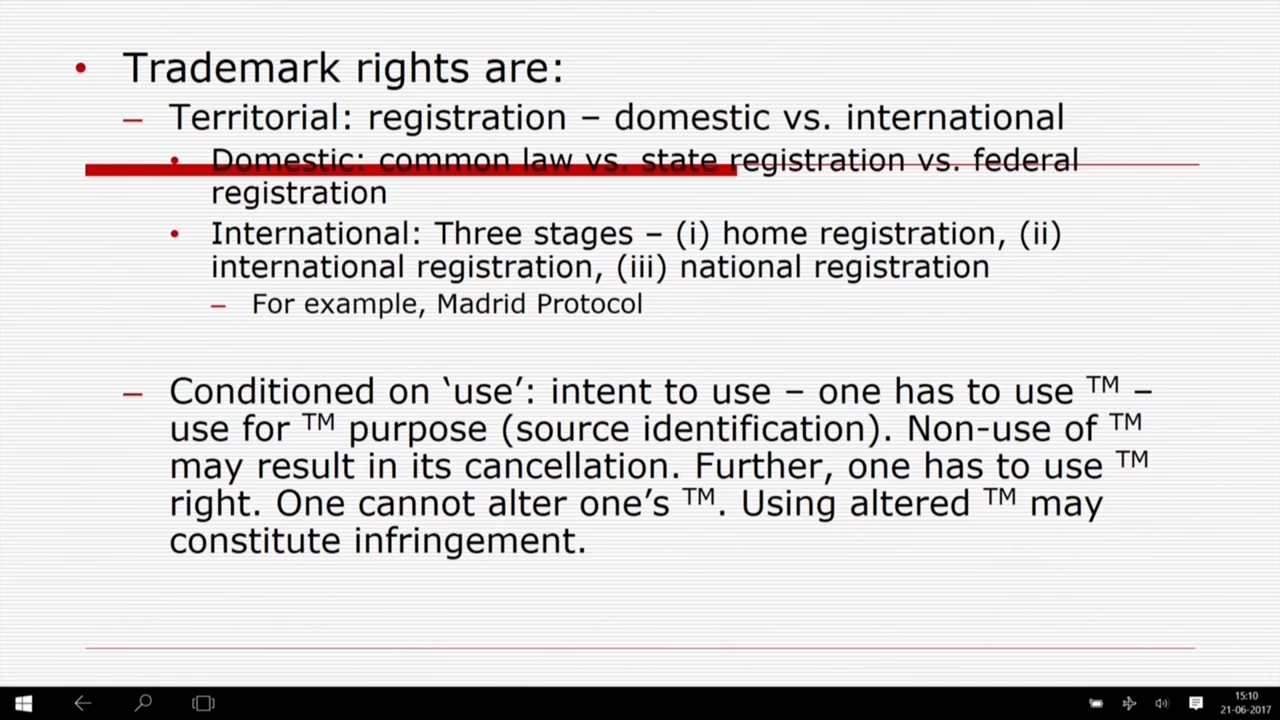 • Trademark rights are:
– Territorial: registration – domestic vs. international
• Domestic: common law vs. state registration vs. federal
registration
• International: Three stages – (i) home registration, (ii)
international registration, (iii) national registration
– For example, Madrid Protocol
– Conditioned on ‘use’: intent to use – one has to use ™ –
use for ™ purpose (source identification). Non-use of ™
may result in its cancellation. Further, one has to use ™
right. One cannot alter one’s ™. Using altered ™ may
constitute infringement.
15:10
21-06-2017